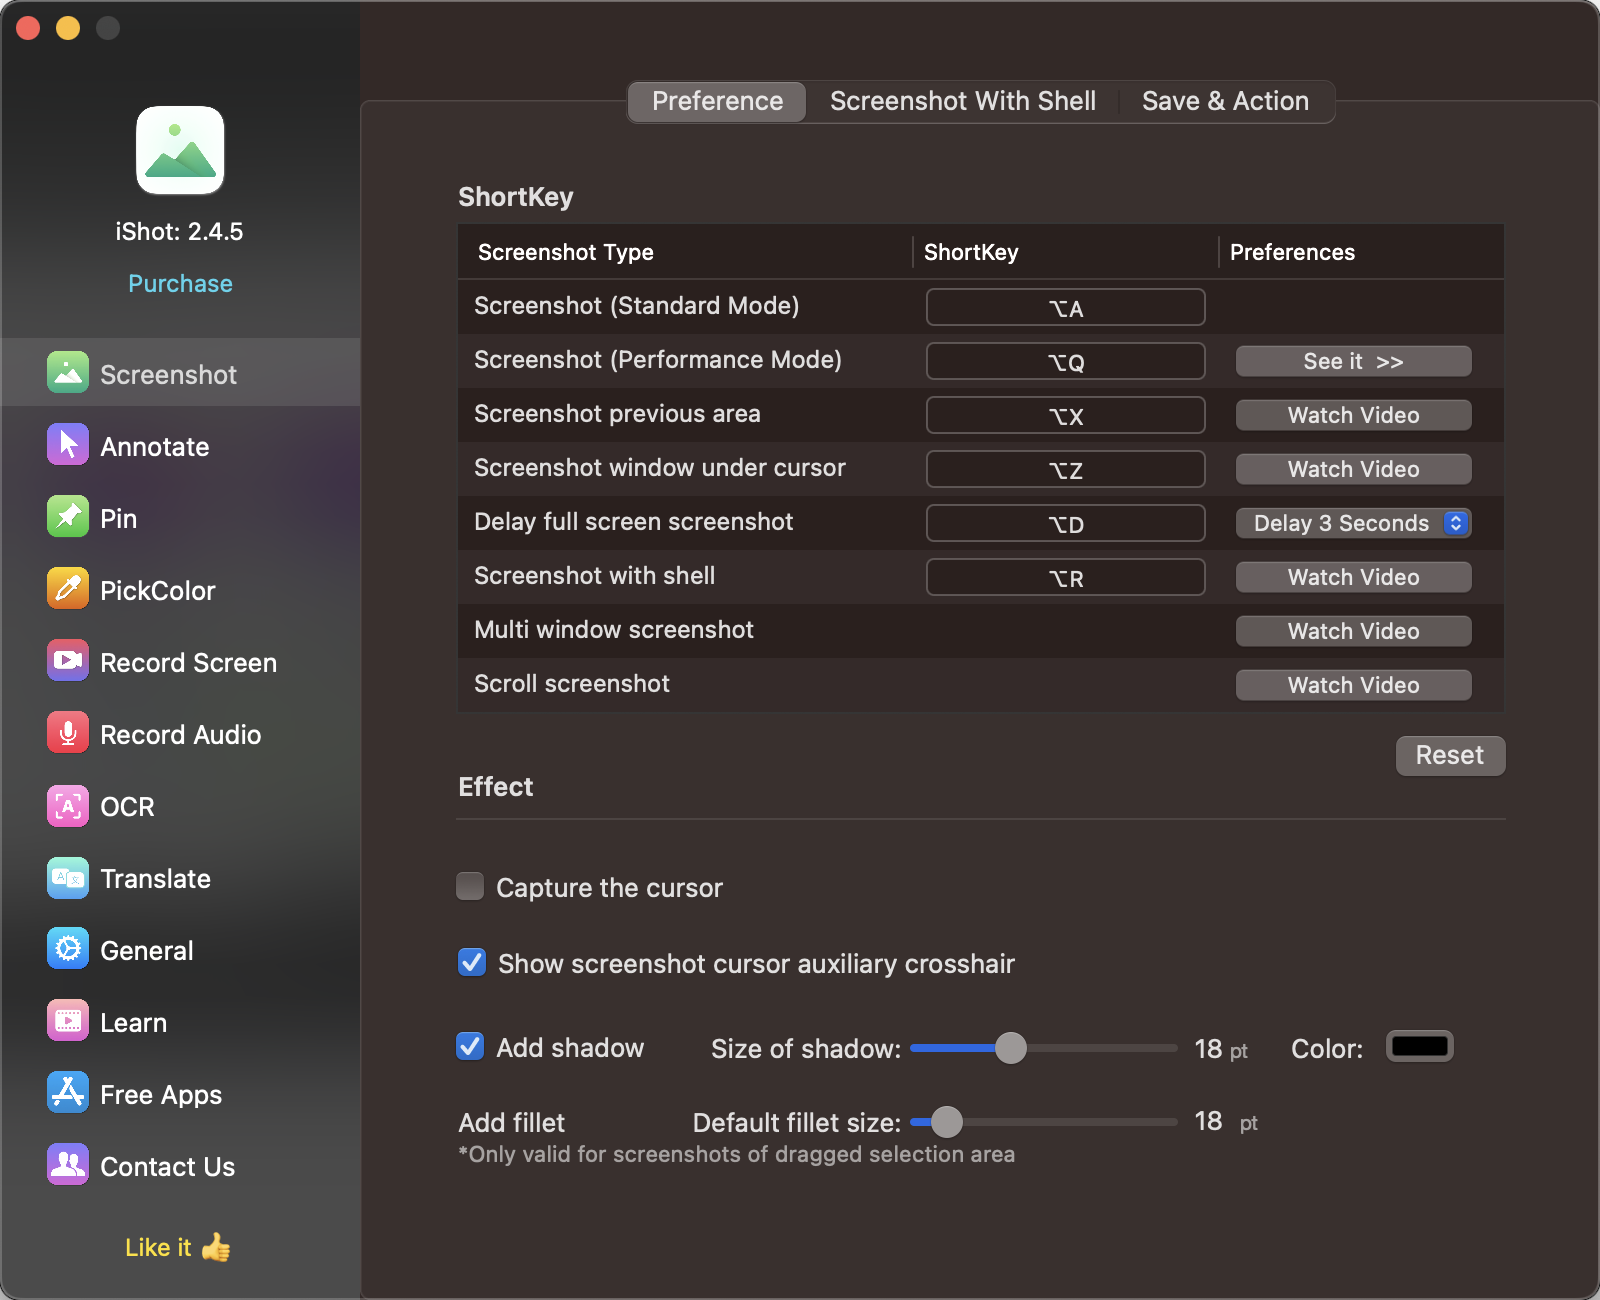 iShot: 2.4.5
Purchase
Screenshot
Annotate
Pin
PickColor
Record Screen
Record Audio
OCR
Translate
General
Learn
Free Apps
Contact Us
Like it 👍
Preference Screenshot With Shell Save & Action
ShortKey
Screenshot Type ShortKey Preferences
Screenshot (Standard Mode) ⌥A
Screenshot (Performance Mode) ⌥Q See it >>
Screenshot previous area ⌥X Watch Video
Screenshot window under cursor ⌥Z Watch Video
Delay full screen screenshot ⌥D Delay 3 Seconds
Screenshot with shell ⌥R Watch Video
Multi window screenshot Watch Video
Scroll screenshot Watch Video
Reset
Effect
Capture the cursor
Show screenshot cursor auxiliary crosshair
Add shadow Size of shadow: 18 pt Color:
Add fillet Default fillet size: 18 pt
*Only valid for screenshots of dragged selection area